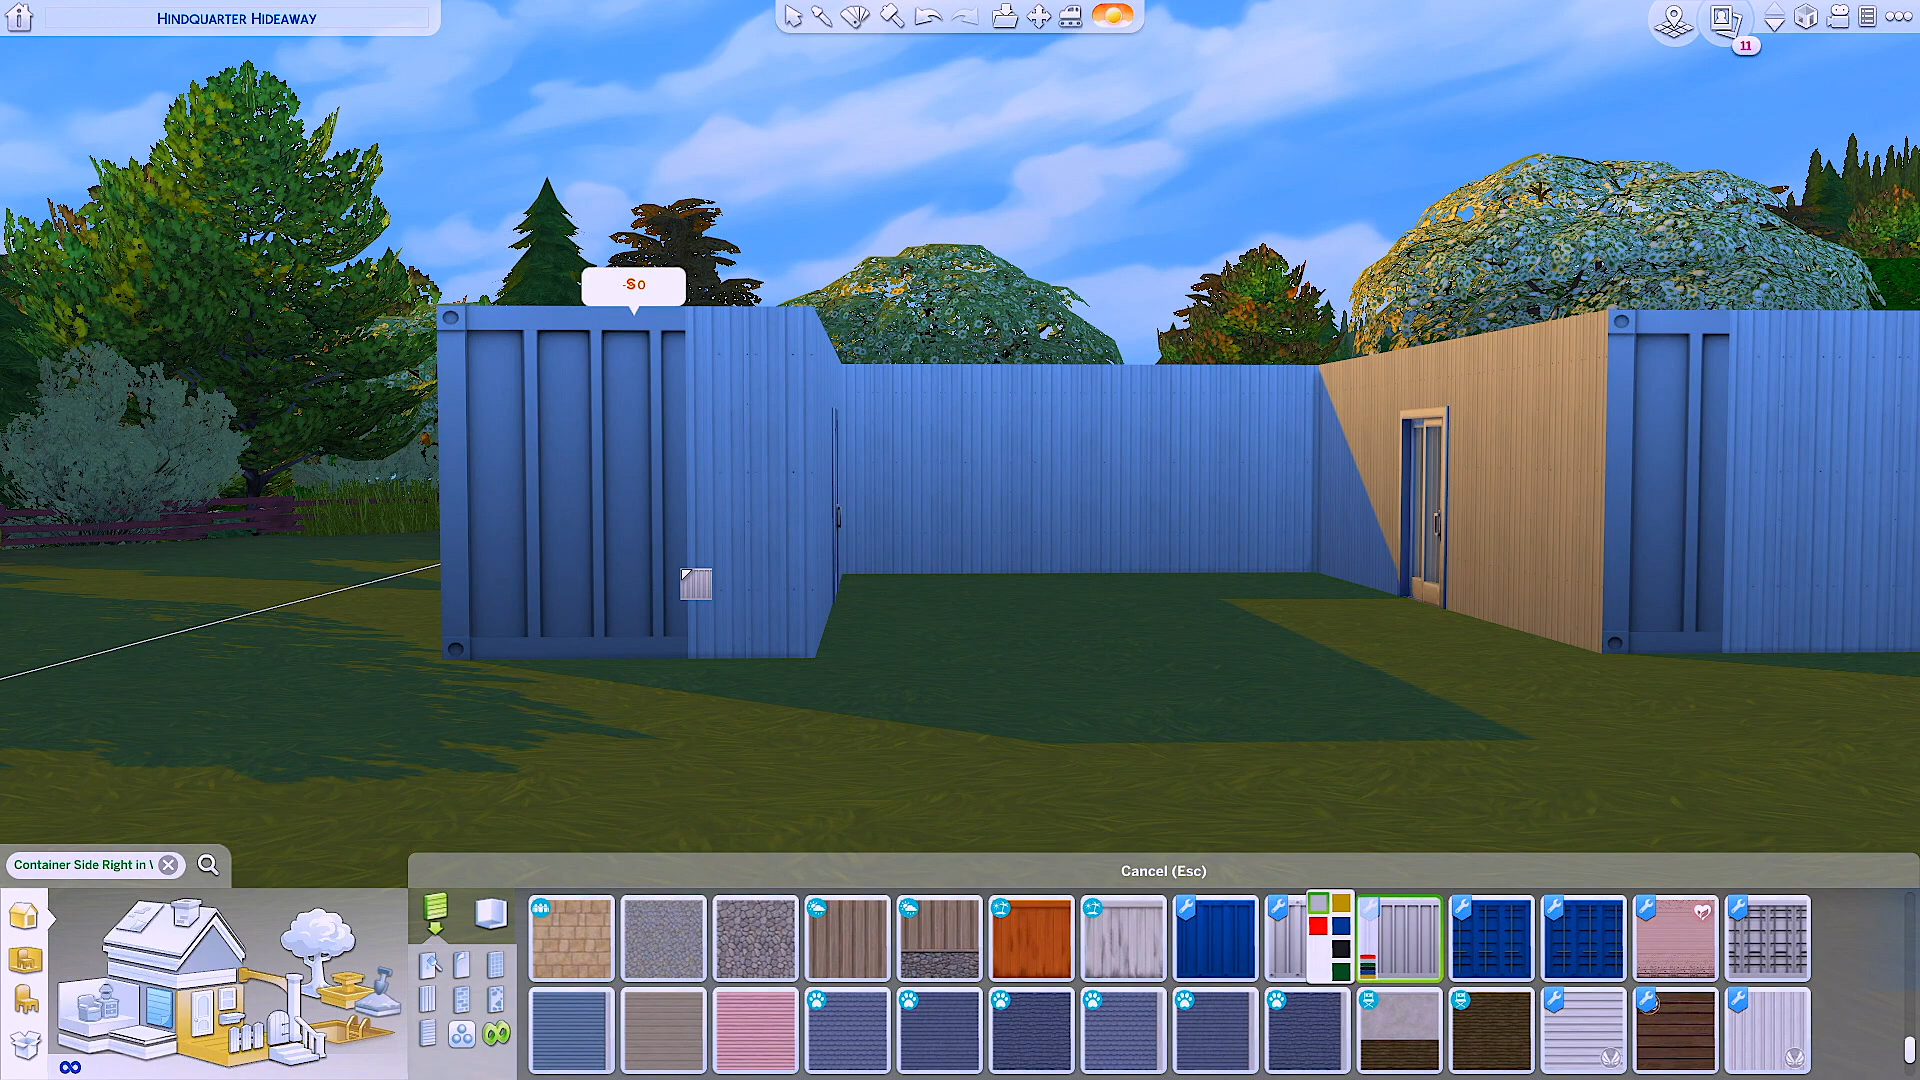 Hindquarter Hideaway
11
-§0
Container Side Right in \
Cancel (Esc)